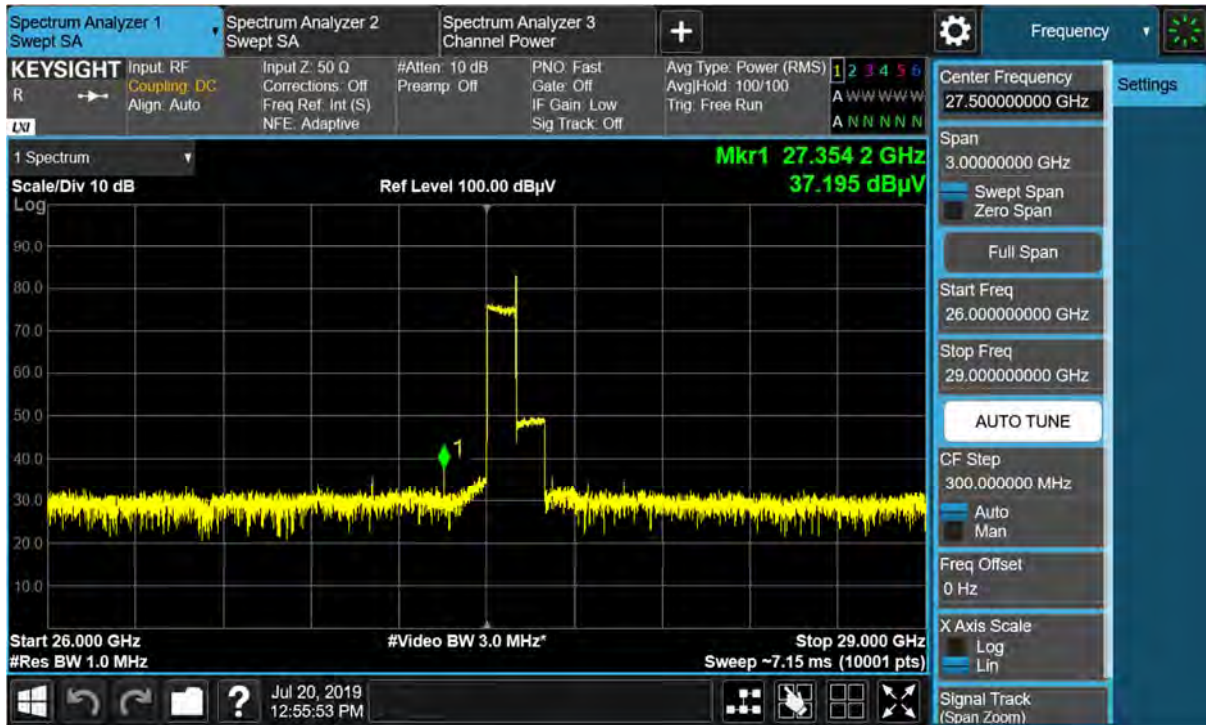 Spectrum Analyzer 1
Swept SA
Spectrum Analyzer 2
Swept SA
Spectrum Analyzer 3
Channel Power
Frequency
KEYSIGHT
R
LXI
Input: RF
Coupling: DC
Align: Auto
Input Z: 50 Ω
Corrections: Off
Freq Ref: Int (S)
NFE: Adaptive
#Atten: 10 dB
Preamp: Off
PNO: Fast
Gate: Off
IF Gain: Low
Sig Track: Off
Avg Type: Power (RMS)
Avg|Hold: 100/100
Trig: Free Run
1 2 3 4 5 6
A W W W W W
A N N N N N
1 Spectrum
Scale/Div 10 dB
Ref Level 100.00 dBµV
Mkr1 27.354 2 GHz
37.195 dBµV
Log
90.0
80.0
70.0
60.0
50.0
40.0
30.0
20.0
10.0
1
Start 26.000 GHz
#Res BW 1.0 MHz
#Video BW 3.0 MHz*
Stop 29.000 GHz
Sweep ~7.15 ms (10001 pts)
Center Frequency
27.500000000 GHz
Settings
Span
3.00000000 GHz
Swept Span
Zero Span
Full Span
Start Freq
26.000000000 GHz
Stop Freq
29.000000000 GHz
AUTO TUNE
CF Step
300.000000 MHz
Auto
Man
Freq Offset
0 Hz
X Axis Scale
Log
Lin
Signal Track
(Span Zoom)
?
Jul 20, 2019
12:55:53 PM